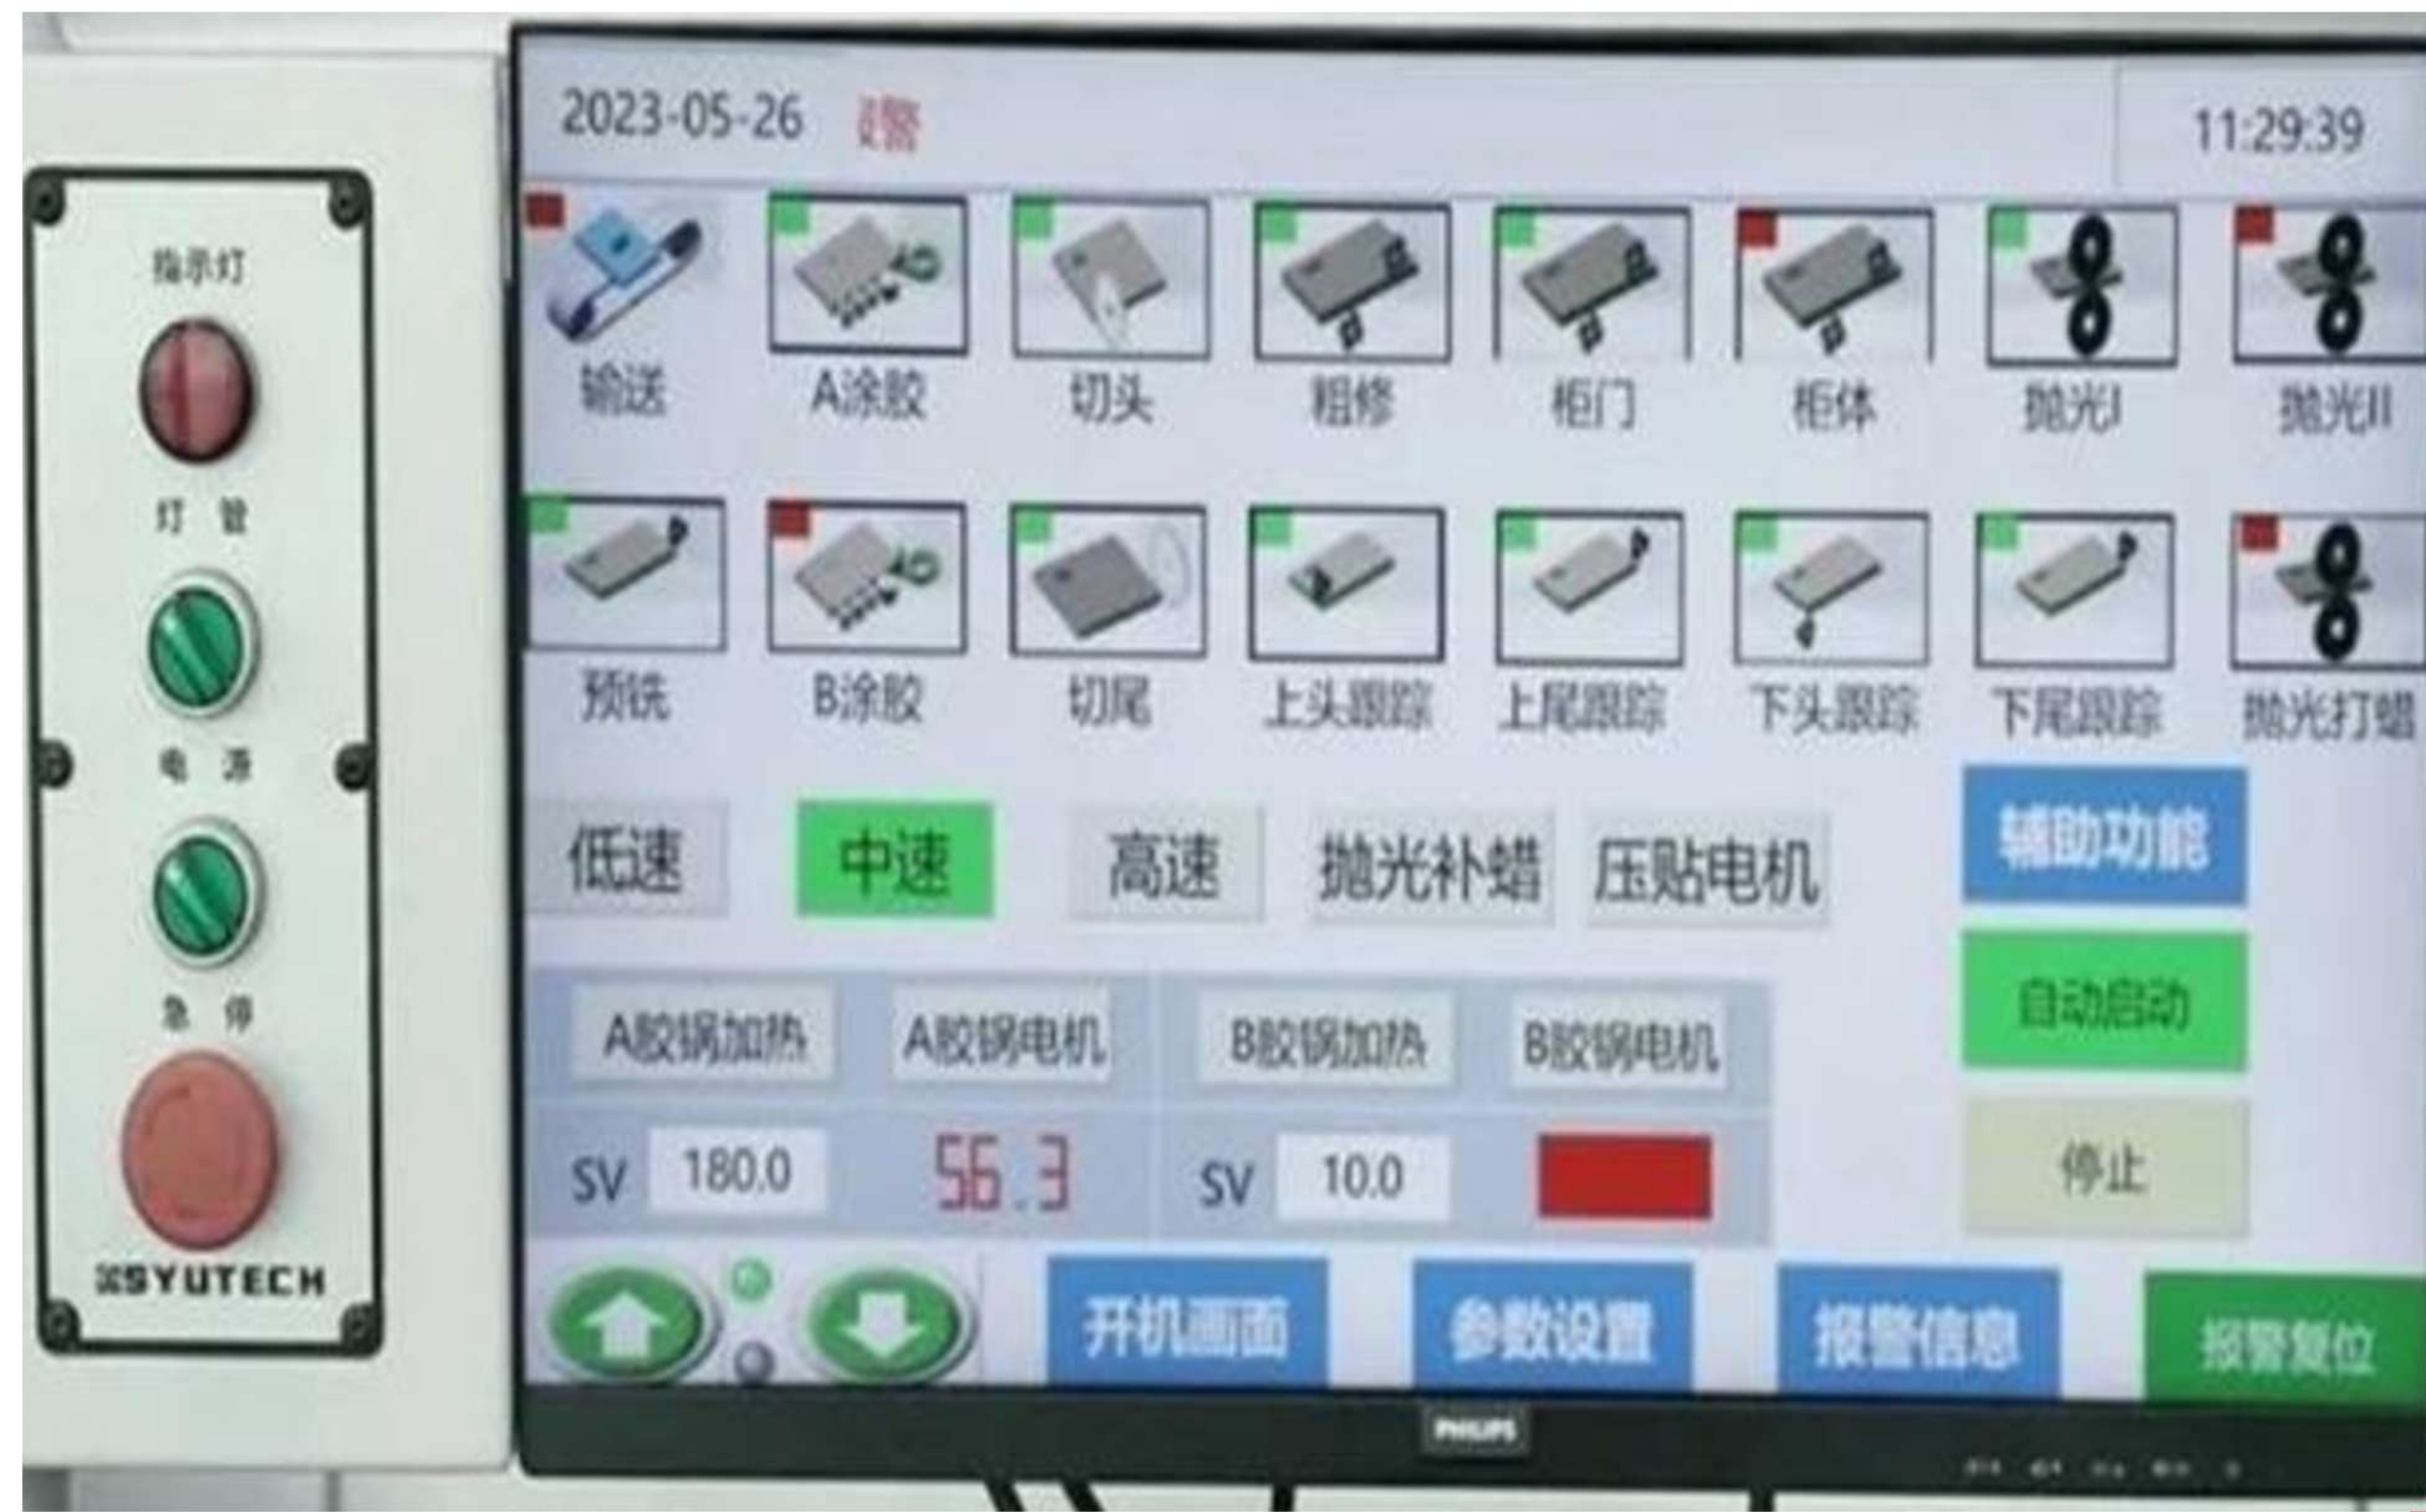 指示灯
灯 管
电 源
急 停
SYUTECH
2023-05-26
11:29:39
输送 A涂胶 切头 粗修 柜门 柜体 抛光I 抛光II
预铣 B涂胶 切尾 上头跟踪 上尾跟踪 下头跟踪 下尾跟踪 抛光打蜡
低速 中速 高速 抛光补蜡 压贴电机 辅助功能
自动启动
A胶锅加热 A胶锅电机 B胶锅加热 B胶锅电机
SV 180.0 56.3 SV 10.0
停止
开机画面 参数设置 报警信息 报警复位
PHILIPS